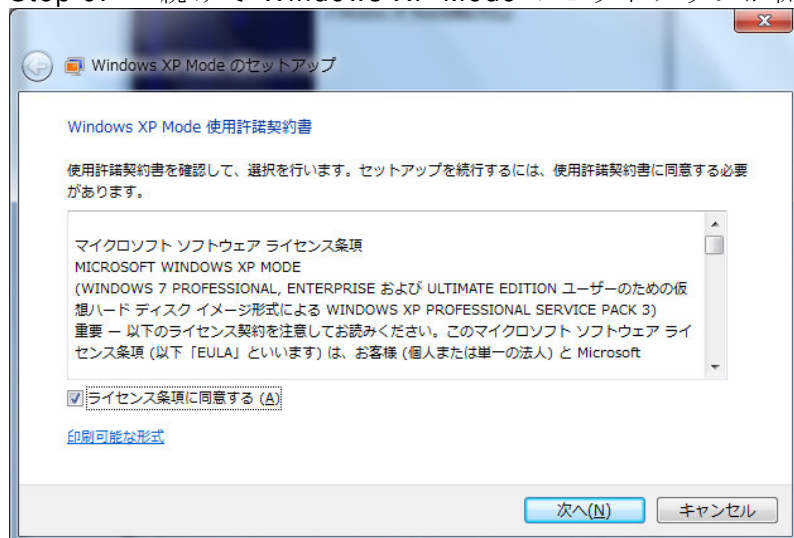 Windows XP Mode のセットアップ
Windows XP Mode 使用許諾契約書
使用許諾契約書を確認して、選択を行います。セットアップを続行するには、使用許諾契約書に同意する必要
があります。
マイクロソフト ソフトウェア ライセンス条項
MICROSOFT WINDOWS XP MODE
(WINDOWS 7 PROFESSIONAL, ENTERPRISE および ULTIMATE EDITION ユーザーのための仮
想ハード ディスク イメージ形式による WINDOWS XP PROFESSIONAL SERVICE PACK 3)
重要 — 以下のライセンス契約を注意してお読みください。このマイクロソフト ソフトウェア ライ
センス条項 (以下「EULA」といいます) は、お客様 (個人または単一の法人) と Microsoft
ライセンス条項に同意する (A)
印刷可能な形式
次へ(N) キャンセル